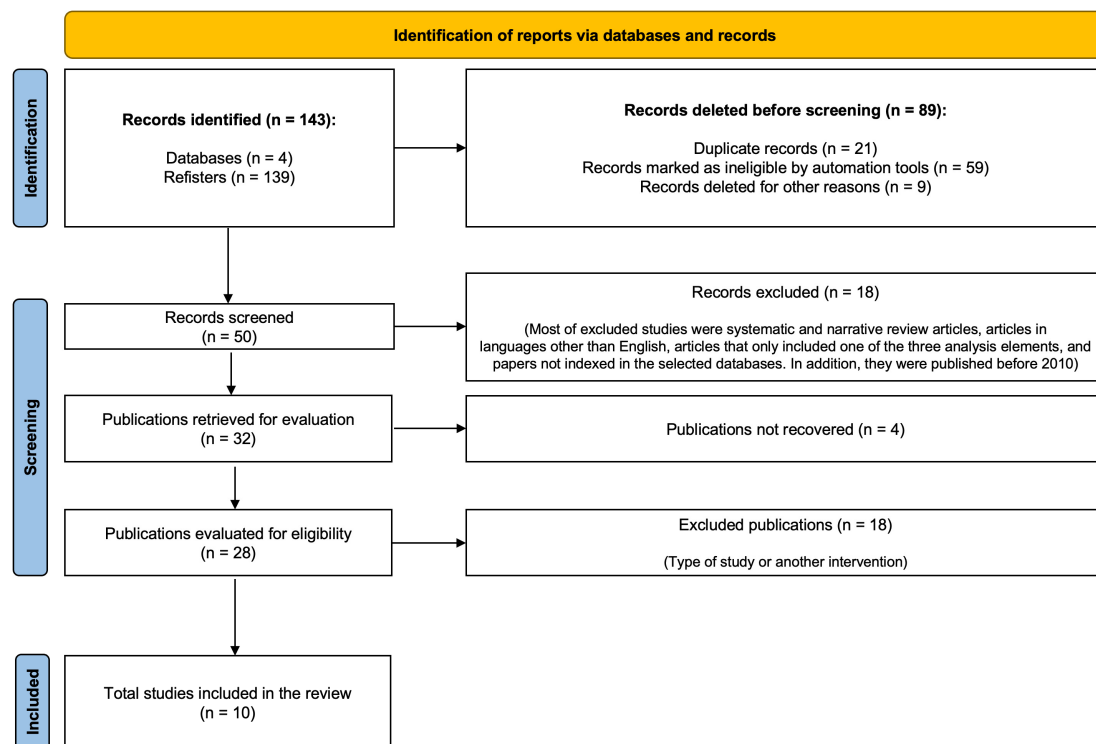 Identification of reports via databases and records
Identification
Records identified (n = 143):
Databases (n = 4)
Refisters (n = 139)
Records deleted before screening (n = 89):
Duplicate records (n = 21)
Records marked as ineligible by automation tools (n = 59)
Records deleted for other reasons (n = 9)
Screening
Records screened
(n = 50)
Records excluded (n = 18)
(Most of excluded studies were systematic and narrative review articles, articles in
languages other than English, articles that only included one of the three analysis elements, and
papers not indexed in the selected databases. In addition, they were published before 2010)
Publications retrieved for evaluation
(n = 32)
Publications not recovered (n = 4)
Publications evaluated for eligibility
(n = 28)
Excluded publications (n = 18)
(Type of study or another intervention)
Included
Total studies included in the review
(n = 10)